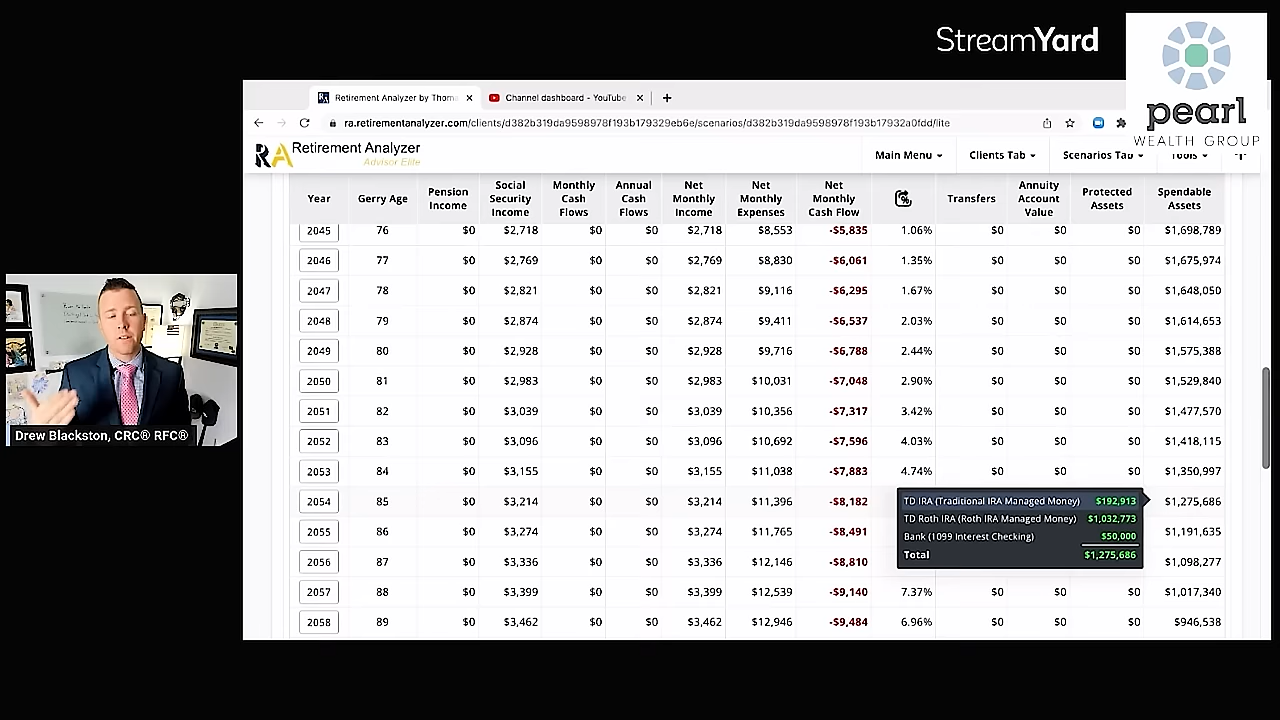 StreamYard
pearl
WEALTH GROUP
Retirement Analyzer by Thom
Channel dashboard - YouTube
ra.retirementanalyzer.com/clients/d382b319da9598978f193b179329eb6e/scenarios/d382b319da9598978f193b17932a0fdd/lite
RA Retirement Analyzer
Advisor Elite
Main Menu Clients Tab Scenarios Tab Tools
Year Gerry Age Pension Income Social Security Income Monthly Cash Flows Annual Cash Flows Net Monthly Income Net Monthly Expenses Net Monthly Cash Flow % Transfers Annuity Account Value Protected Assets Spendable Assets
2045 76 $0 $2,718 $0 $0 $2,718 $8,553 -$5,835 1.06% $0 $0 $0 $1,698,789
2046 77 $0 $2,769 $0 $0 $2,769 $8,830 -$6,061 1.35% $0 $0 $0 $1,675,974
2047 78 $0 $2,821 $0 $0 $2,821 $9,116 -$6,295 1.67% $0 $0 $0 $1,648,050
2048 79 $0 $2,874 $0 $0 $2,874 $9,411 -$6,537 2.03% $0 $0 $0 $1,614,653
2049 80 $0 $2,928 $0 $0 $2,928 $9,716 -$6,788 2.44% $0 $0 $0 $1,575,388
2050 81 $0 $2,983 $0 $0 $2,983 $10,031 -$7,048 2.90% $0 $0 $0 $1,529,840
2051 82 $0 $3,039 $0 $0 $3,039 $10,356 -$7,317 3.42% $0 $0 $0 $1,477,570
2052 83 $0 $3,096 $0 $0 $3,096 $10,692 -$7,596 4.03% $0 $0 $0 $1,418,115
2053 84 $0 $3,155 $0 $0 $3,155 $11,038 -$7,883 4.74% $0 $0 $0 $1,350,997
2054 85 $0 $3,214 $0 $0 $3,214 $11,396 -$8,182 $1,275,686
2055 86 $0 $3,274 $0 $0 $3,274 $11,765 -$8,491 $1,191,635
2056 87 $0 $3,336 $0 $0 $3,336 $12,146 -$8,810 $1,098,277
2057 88 $0 $3,399 $0 $0 $3,399 $12,539 -$9,140 7.37% $0 $0 $0 $1,017,340
2058 89 $0 $3,462 $0 $0 $3,462 $12,946 -$9,484 6.96% $0 $0 $0 $946,538
TD IRA (Traditional IRA Managed Money) $192,913
TD Roth IRA (Roth IRA Managed Money) $1,032,773
Bank (1099 Interest Checking) $50,000
Total $1,275,686
Drew Blackston, CRC® RFC®